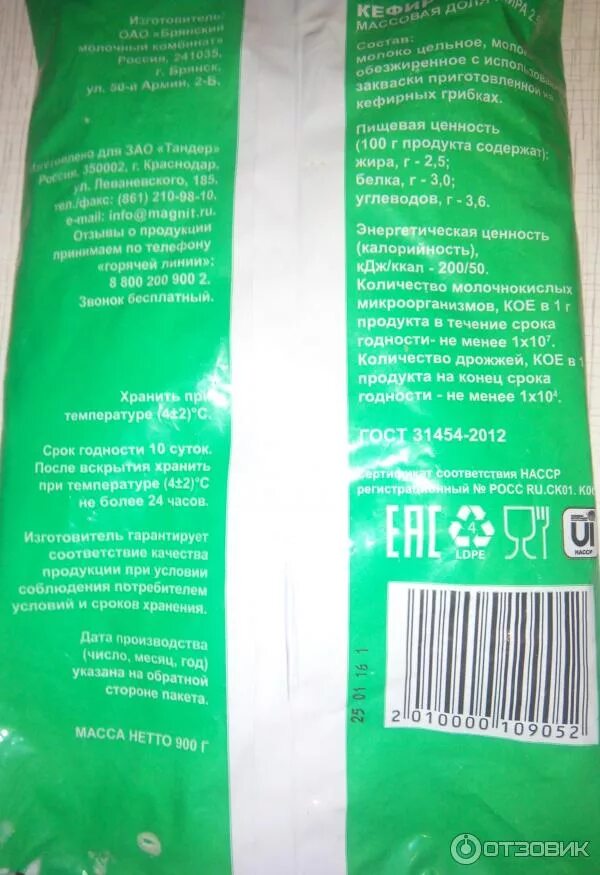 Изготовитель:
ОАО «Брянский
молочный комбинат»
Россия, 241035,
г. Брянск,
ул. 50-й Армии, 2-Б.
Изготовлено для ЗАО «Тандер»
Россия, 350002, г. Краснодар,
ул. Леваневского, 185.
тел./факс: (861) 210-98-10,
e-mail: info@magnit.ru.
Отзывы о продукции
принимаем по телефону
"горячей линии":
8 800 200 900 2.
Звонок бесплатный.
Хранить при
температуре (4±2)°С.
Срок годности 10 суток.
После вскрытия хранить
при температуре (4±2)°С
не более 24 часов.
Изготовитель гарантирует
соответствие качества
продукции при условии
соблюдения потребителем
условий и сроков хранения.
Дата производства
(число, месяц, год)
указана на обратной
стороне пакета.
МАССА НЕТТО 900 Г
КЕФИР
МАССОВАЯ ДОЛЯ
Состав:
молоко цельное,
обезжиренное с
закваски приготовленной на
кефирных грибках.
Пищевая ценность
(100 г продукта содержат):
жира, г - 2,5;
белка, г - 3,0;
углеводов, г - 3,6.
Энергетическая ценность
(калорийность),
кДж/ккал - 200/50.
Количество молочнокислых
микроорганизмов, КОЕ в 1 г
продукта в течение срока
годности- не менее 1х10⁷.
Количество дрожжей, КОЕ в 1
продукта на конец срока
годности - не менее 1х10⁴.
ГОСТ 31454-2012
Сертификат соответствия НАССР
регистрационный № РОСС RU.СК01.
EAC 4 LDPE UI НАССР
25 01 16 1
2 010000 109052
ОТЗОВИК